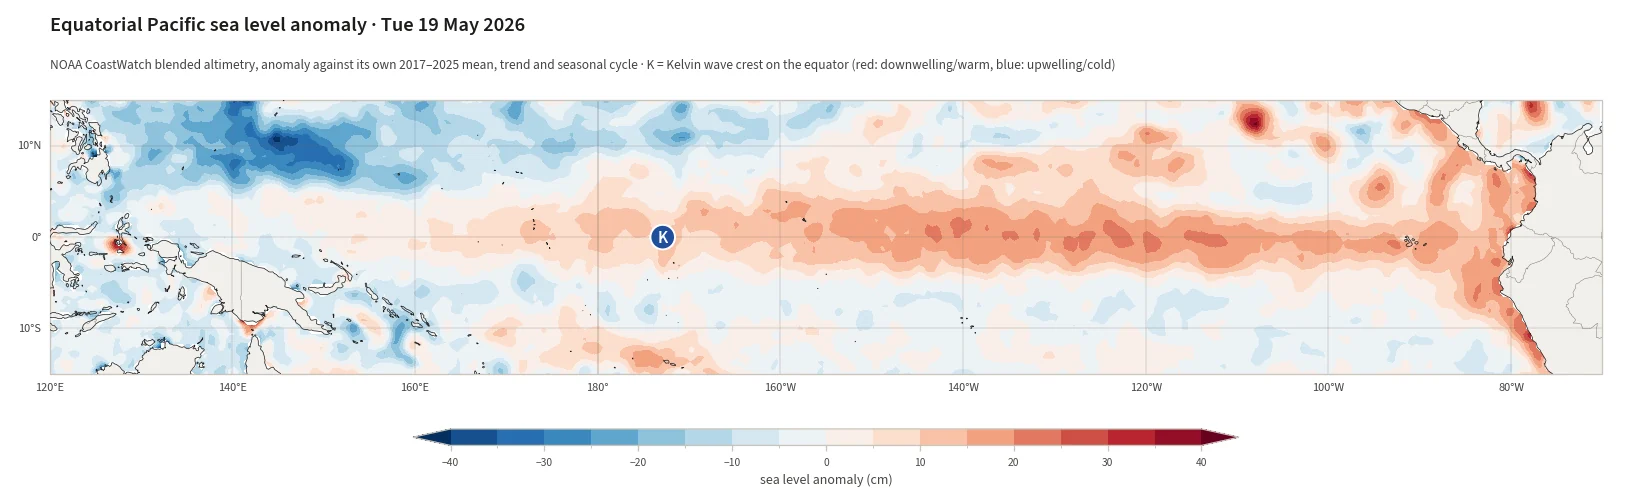 Equatorial Pacific sea level anomaly · Tue 19 May 2026
NOAA CoastWatch blended altimetry, anomaly against its own 2017–2025 mean, trend and seasonal cycle · K = Kelvin wave crest on the equator (red: downwelling/warm, blue: upwelling/cold)
10°N
0°
K
10°S
120°E 140°E 160°E 180° 160°W 140°W 120°W 100°W 80°W
−40 −30 −20 −10 0 10 20 30 40
sea level anomaly (cm)